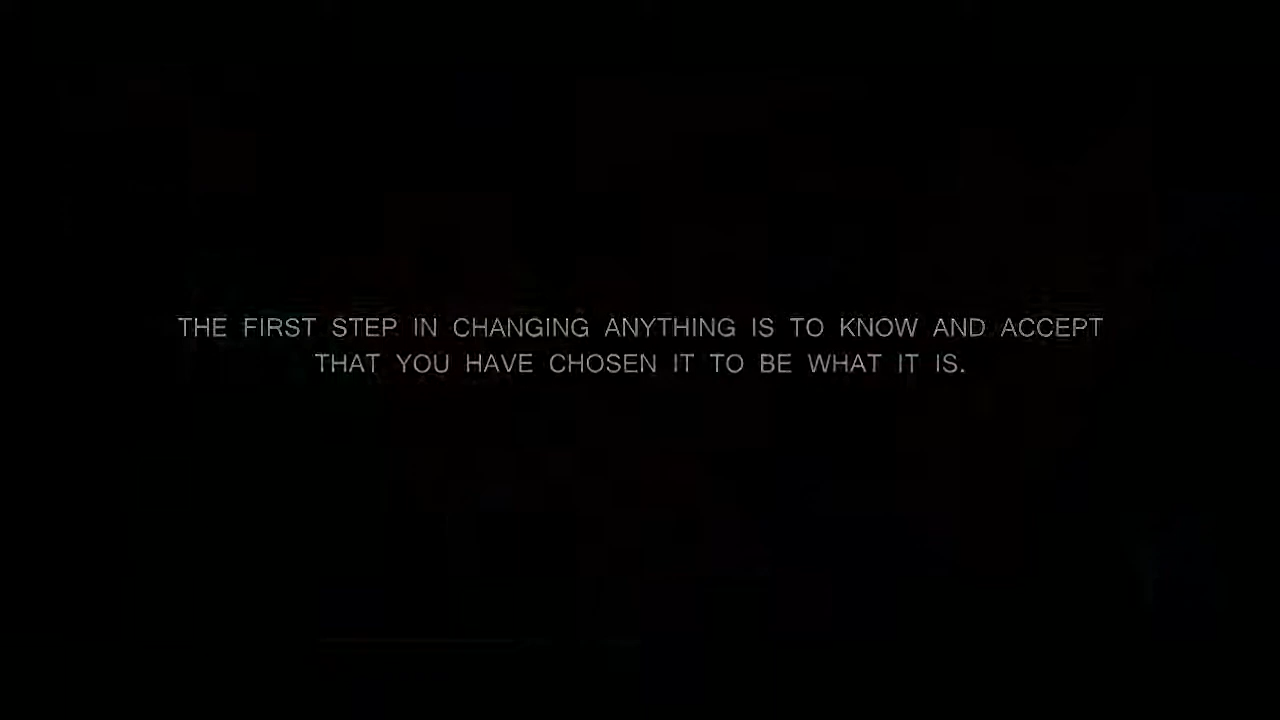 THE FIRST STEP IN CHANGING ANYTHING IS TO KNOW AND ACCEPT
THAT YOU HAVE CHOSEN IT TO BE WHAT IT IS.